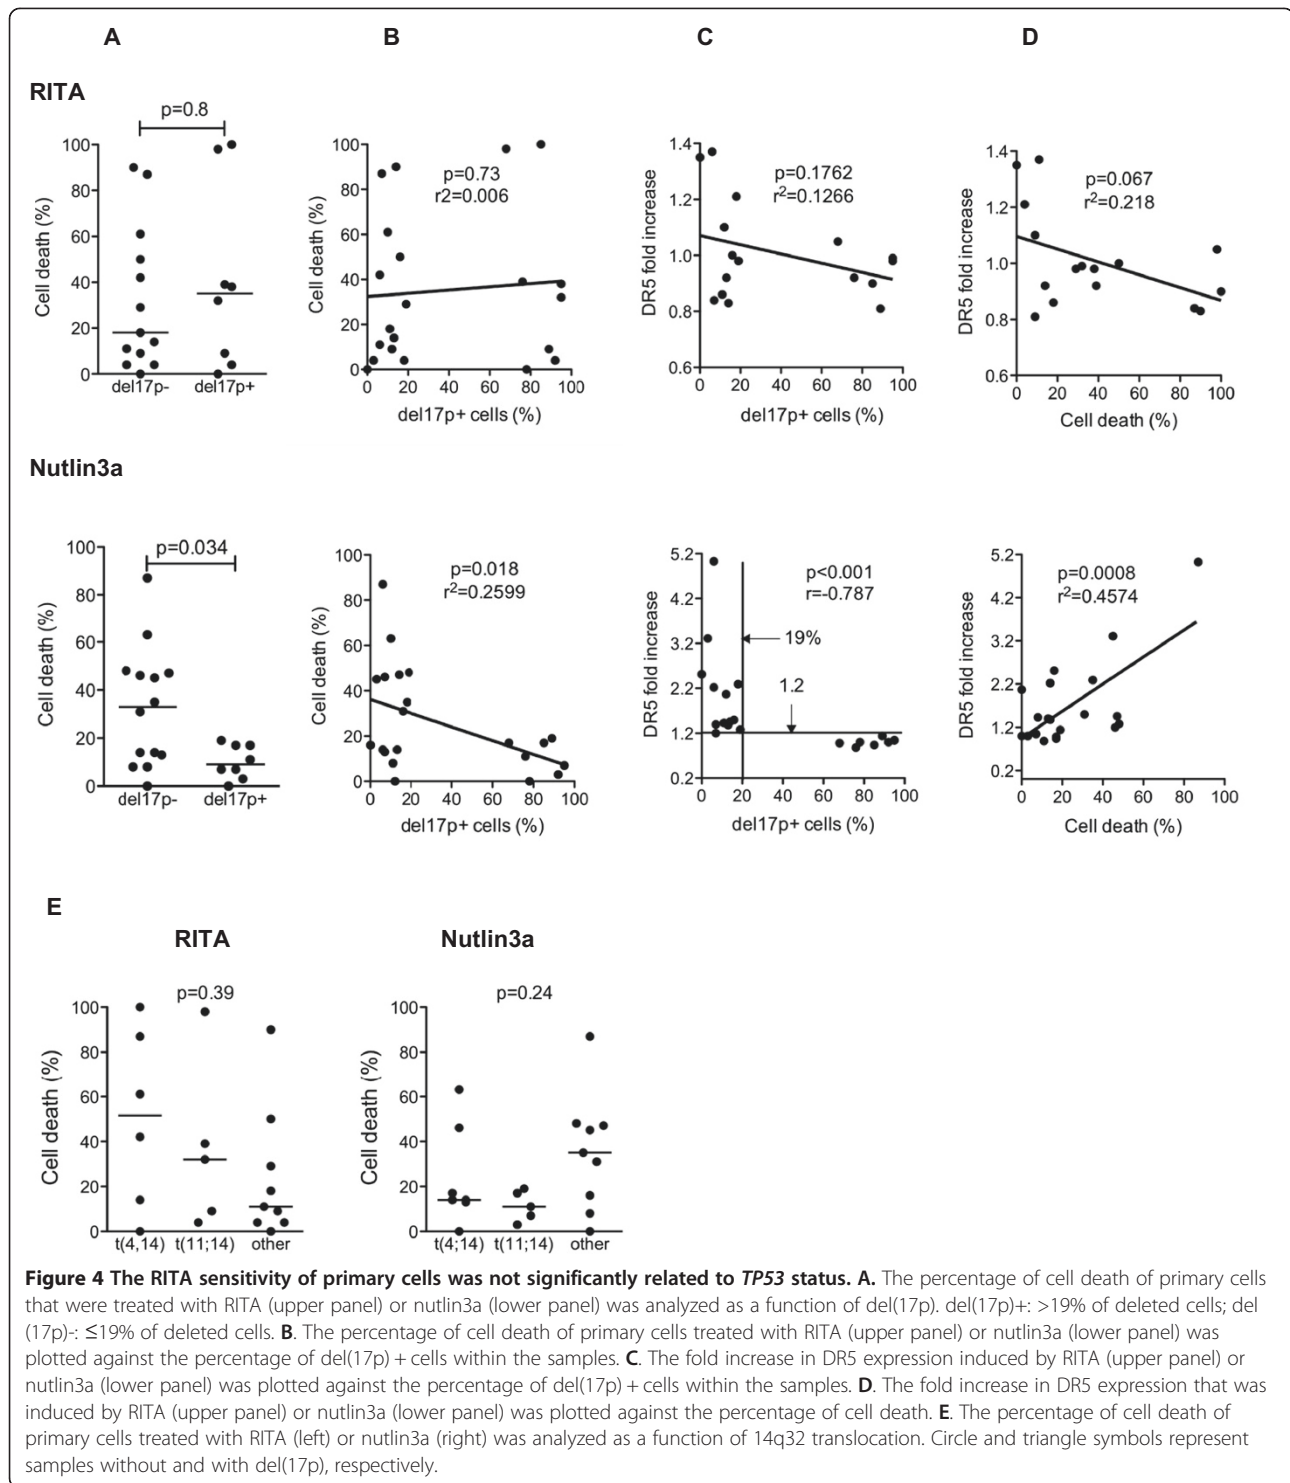 A B C D
RITA
p=0.8
100
80
60
40
20
0
Cell death (%)
del17p- del17p+
p=0.73
r2=0.006
100
80
60
40
20
0
Cell death (%)
0 20 40 60 80 100
del17p+ cells (%)
p=0.1762
r²=0.1266
1.4
1.2
1.0
0.8
0.6
DR5 fold increase
0 20 40 60 80 100
del17p+ cells (%)
p=0.067
r²=0.218
1.4
1.2
1.0
0.8
0.6
DR5 fold increase
0 20 40 60 80 100
Cell death (%)
Nutlin3a
p=0.034
100
80
60
40
20
0
Cell death (%)
del17p- del17p+
p=0.018
r²=0.2599
100
80
60
40
20
0
Cell death (%)
0 20 40 60 80 100
del17p+ cells (%)
p<0.001
r=-0.787
19%
1.2
5.2
4.2
3.2
2.2
1.2
0.2
DR5 fold increase
0 20 40 60 80 100
del17p+ cells (%)
p=0.0008
r²=0.4574
5.2
4.2
3.2
2.2
1.2
0.2
DR5 fold increase
0 20 40 60 80 100
Cell death (%)
E
RITA
p=0.39
100
80
60
40
20
0
Cell death (%)
t(4,14) t(11;14) other
Nutlin3a
p=0.24
100
80
60
40
20
0
Cell death (%)
t(4;14) t(11;14) other
Figure 4 The RITA sensitivity of primary cells was not significantly related to TP53 status. A. The percentage of cell death of primary cells
that were treated with RITA (upper panel) or nutlin3a (lower panel) was analyzed as a function of del(17p). del(17p)+: >19% of deleted cells; del
(17p)-: ≤19% of deleted cells. B. The percentage of cell death of primary cells treated with RITA (upper panel) or nutlin3a (lower panel) was
plotted against the percentage of del(17p) + cells within the samples. C. The fold increase in DR5 expression induced by RITA (upper panel) or
nutlin3a (lower panel) was plotted against the percentage of del(17p) + cells within the samples. D. The fold increase in DR5 expression that was
induced by RITA (upper panel) or nutlin3a (lower panel) was plotted against the percentage of cell death. E. The percentage of cell death of
primary cells treated with RITA (left) or nutlin3a (right) was analyzed as a function of 14q32 translocation. Circle and triangle symbols represent
samples without and with del(17p), respectively.